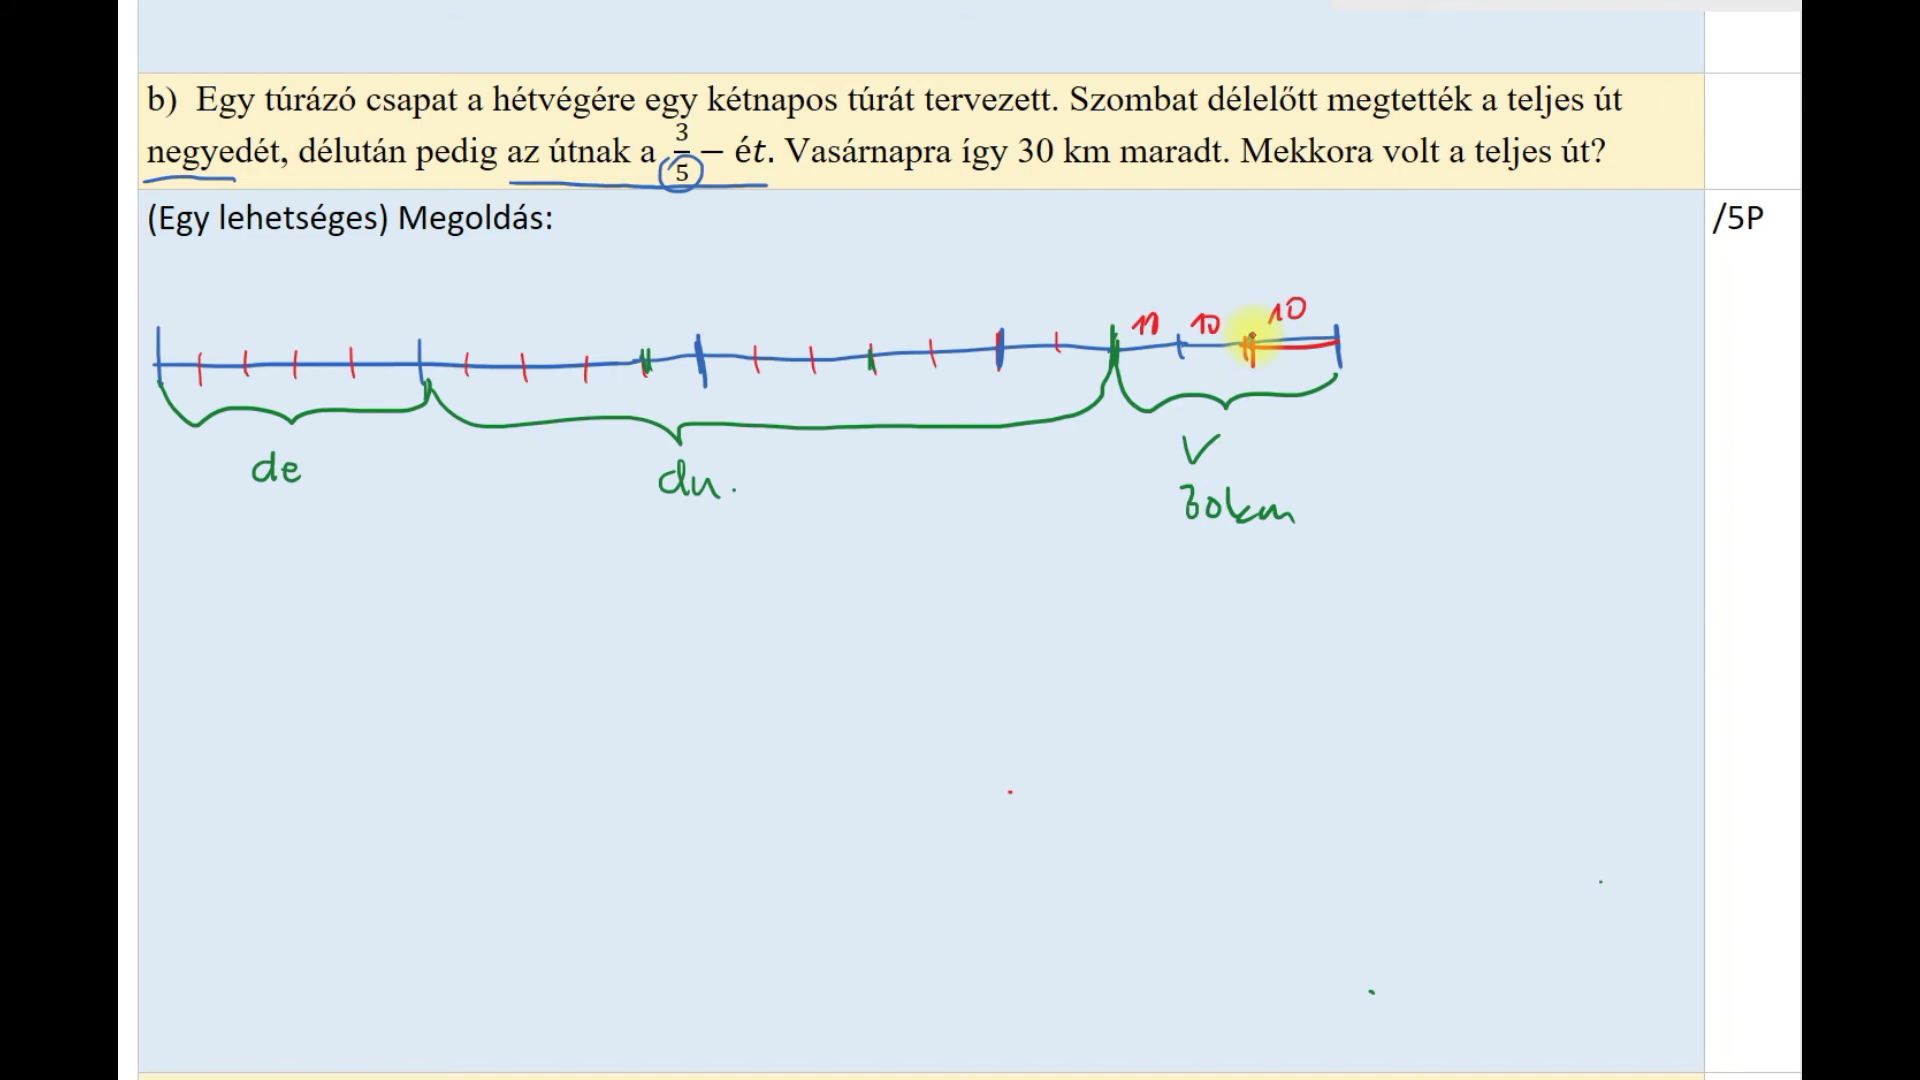 b) Egy túrázó csapat a hétvégére egy kétnapos túrát tervezett. Szombat délelőtt megtették a teljes út
negyedét, délután pedig az útnak a 3/5 – ét. Vasárnapra így 30 km maradt. Mekkora volt a teljes út?
(Egy lehetséges) Megoldás:
/5P
10 10
de du. V
30km